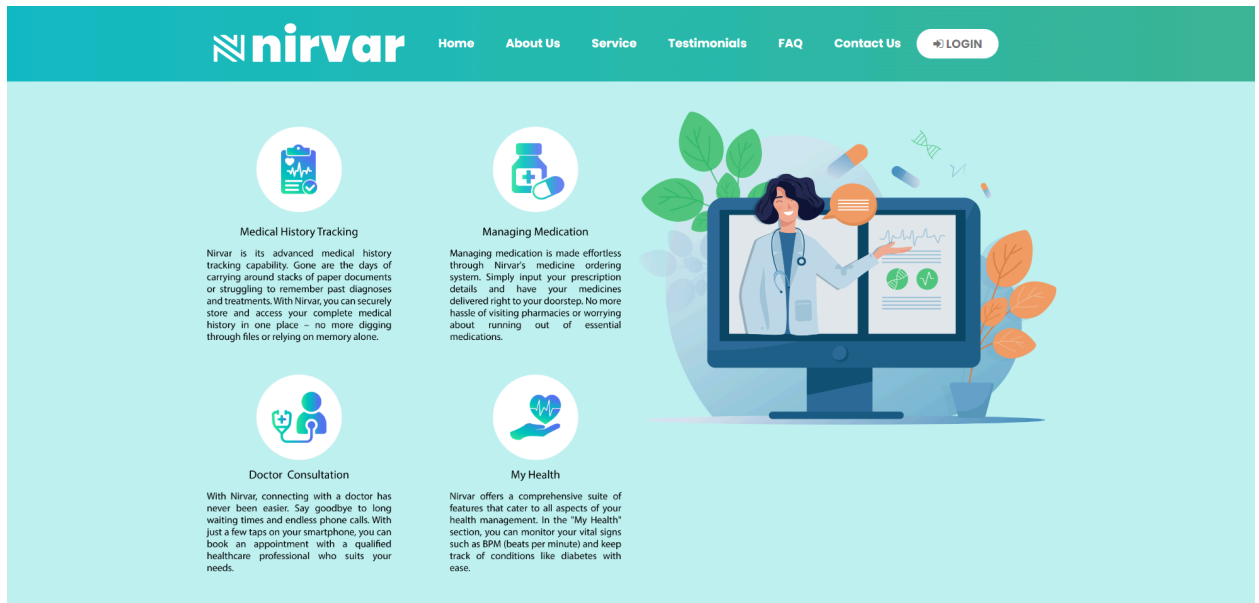 nirvar
Home
About Us
Service
Testimonials
FAQ
Contact Us
LOGIN
Medical History Tracking
Nirvar is its advanced medical history
tracking capability. Gone are the days of
carrying around stacks of paper documents
or struggling to remember past diagnoses
and treatments. With Nirvar, you can securely
store and access your complete medical
history in one place – no more digging
through files or relying on memory alone.
Managing Medication
Managing medication is made effortless
through Nirvar's medicine ordering
system. Simply input your prescription
details and have your medicines
delivered right to your doorstep. No more
hassle of visiting pharmacies or worrying
about running out of essential
medications.
Doctor Consultation
With Nirvar, connecting with a doctor has
never been easier. Say goodbye to long
waiting times and endless phone calls. With
just a few taps on your smartphone, you can
book an appointment with a qualified
healthcare professional who suits your
needs.
My Health
Nirvar offers a comprehensive suite of
features that cater to all aspects of your
health management. In the "My Health"
section, you can monitor your vital signs
such as BPM (beats per minute) and keep
track of conditions like diabetes with
ease.